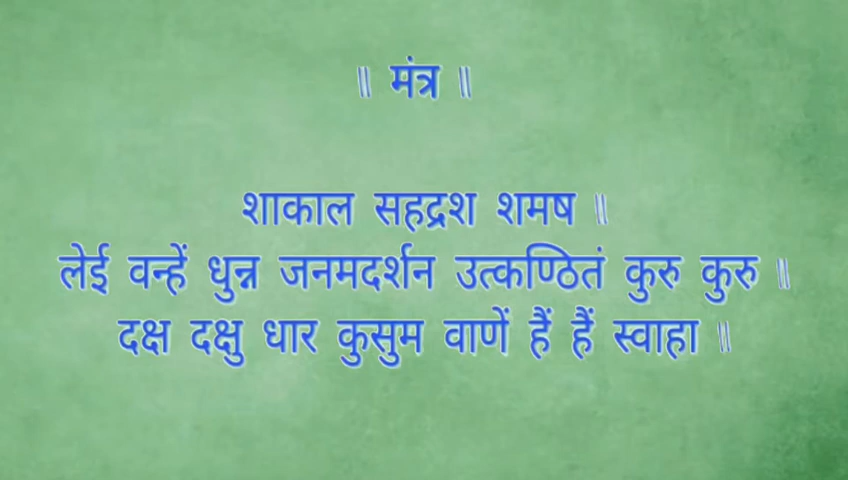 ॥ मंत्र ॥
शाकाल सहद्रश शमष ॥
लेई वन्हें धुन्न जनमदर्शन उत्कण्ठितं कुरु कुरु ॥
दक्ष दक्षु धार कुसुम वाणें हैं हैं स्वाहा ॥